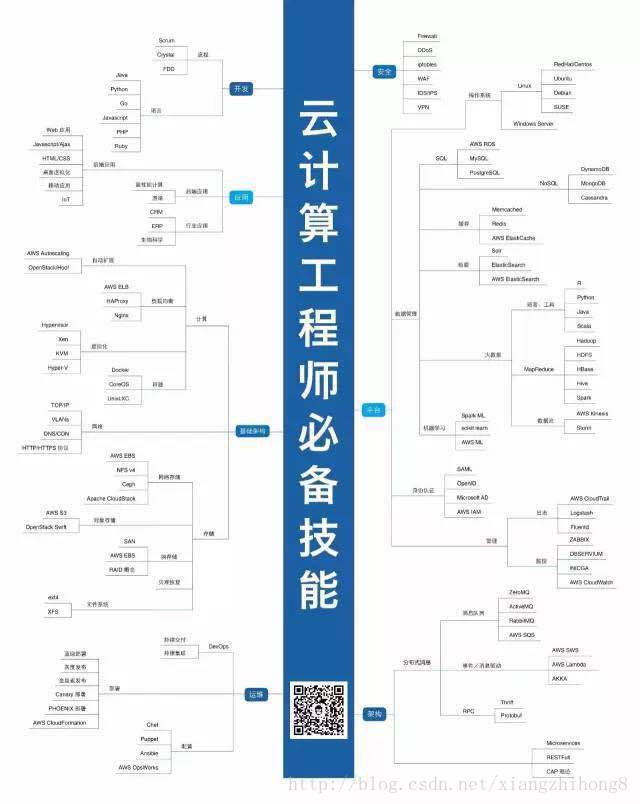 云计算工程师必备技能
开发
流程
Scrum
Crystal
FDD
语言
Java
Python
Go
Javascript
PHP
Ruby
应用
前端应用
Web 应用
Javascript/Ajax
HTML/CSS
桌面虚拟化
移动应用
IoT
后端应用
高性能计算
渲染
行业应用
CRM
ERP
生物科学
基础架构
计算
自动扩展
AWS Autoscaling
OpenStack/Heat
负载均衡
AWS ELB
HAProxy
Nginx
虚拟化
Hypervisor
Xen
KVM
Hyper-V
容器
Docker
CoreOS
Unix/LXC
网络
TCP/IP
VLANs
DNS/CDN
HTTP/HTTPS 协议
存储
网络存储
AWS EBS
NFS v4
Ceph
Apache CloudStack
对象存储
AWS S3
OpenStack Swift
块存储
SAN
AWS EBS
RAID 概念
灾难恢复
文件系统
ext4
XFS
运维
DevOps
持续交付
持续集成
部署
蓝绿部署
灰度发布
Canary 部署
PHOENIX 部署
AWS CloudFormation
配置
Chef
Puppet
Ansible
AWS OpsWorks
安全
Firewall
DDoS
iptables
WAF
IDS/IPS
VPN
平台
操作系统
Linux
RedHat/Centos
Ubuntu
Debian
SUSE
Windows Server
数据管理
SQL
AWS RDS
MySQL
PostgreSQL
NoSQL
DynamoDB
MongoDB
Cassandra
缓存
Memcached
Redis
AWS ElastiCache
检索
Solr
ElasticSearch
AWS ElasticSearch
大数据
语言、工具
R
Python
Java
Scala
MapReduce
Hadoop
HDFS
HBase
Hive
Spark
数据流
AWS Kinesis
Storm
机器学习
Spark ML
scikit learn
AWS ML
身份认证
SAML
OpenID
Microsoft AD
AWS IAM
管理
日志
AWS CloudTrail
Logstash
Fluentd
监控
ZABBIX
OBSERVIUM
INICGA
AWS CloudWatch
架构
分布式消息
消息队列
ZeroMQ
ActiveMQ
RabbitMQ
AWS SQS
事件／消息驱动
AWS SWS
AWS Lambda
AKKA
RPC
Thrift
Protobuf
Microservices
RESTFull
CAP 理论
http://blog.csdn.net/xiangzhihong8